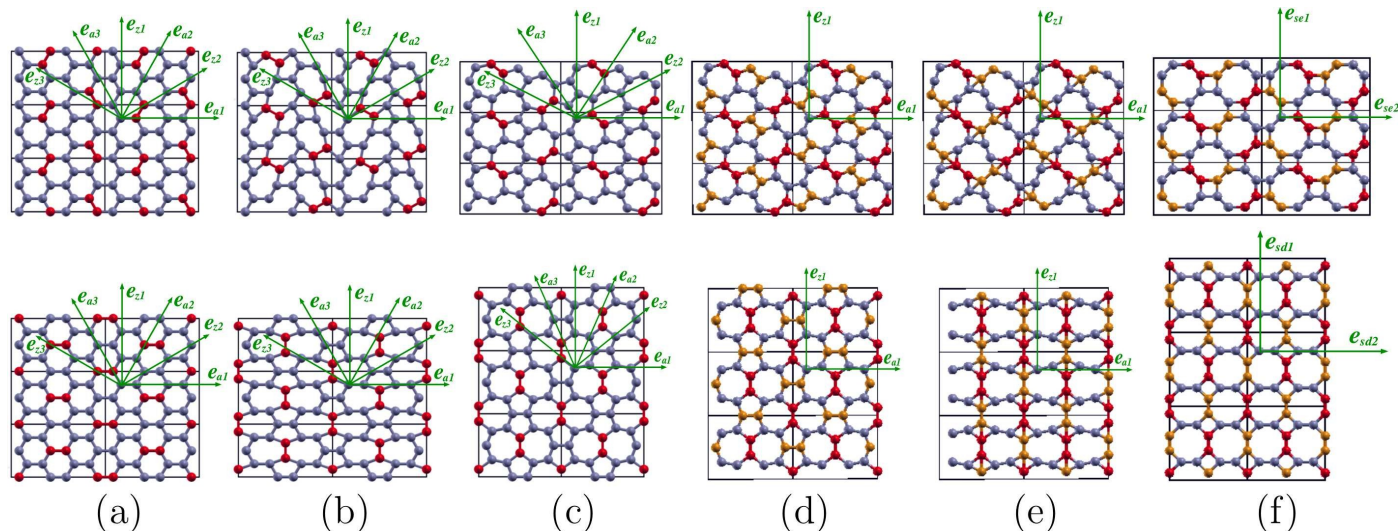 e_z1 e_z1 e_z1 e_z1 e_z1 e_se1
e_a3 e_a2 e_a3 e_a2 e_a3 e_a2
e_z2 e_z2 e_z2
e_z3 e_z3 e_z3
e_a1 e_a1 e_a1 e_a1 e_a1 e_se2
e_z1 e_z1 e_z1 e_z1 e_z1 e_sd1
e_a3 e_a2 e_a3 e_a2 e_a3 e_a2
e_z2 e_z2 e_z2
e_z3 e_z3 e_z3
e_a1 e_a1 e_a1 e_a1 e_a1 e_sd2
(a) (b) (c) (d) (e) (f)